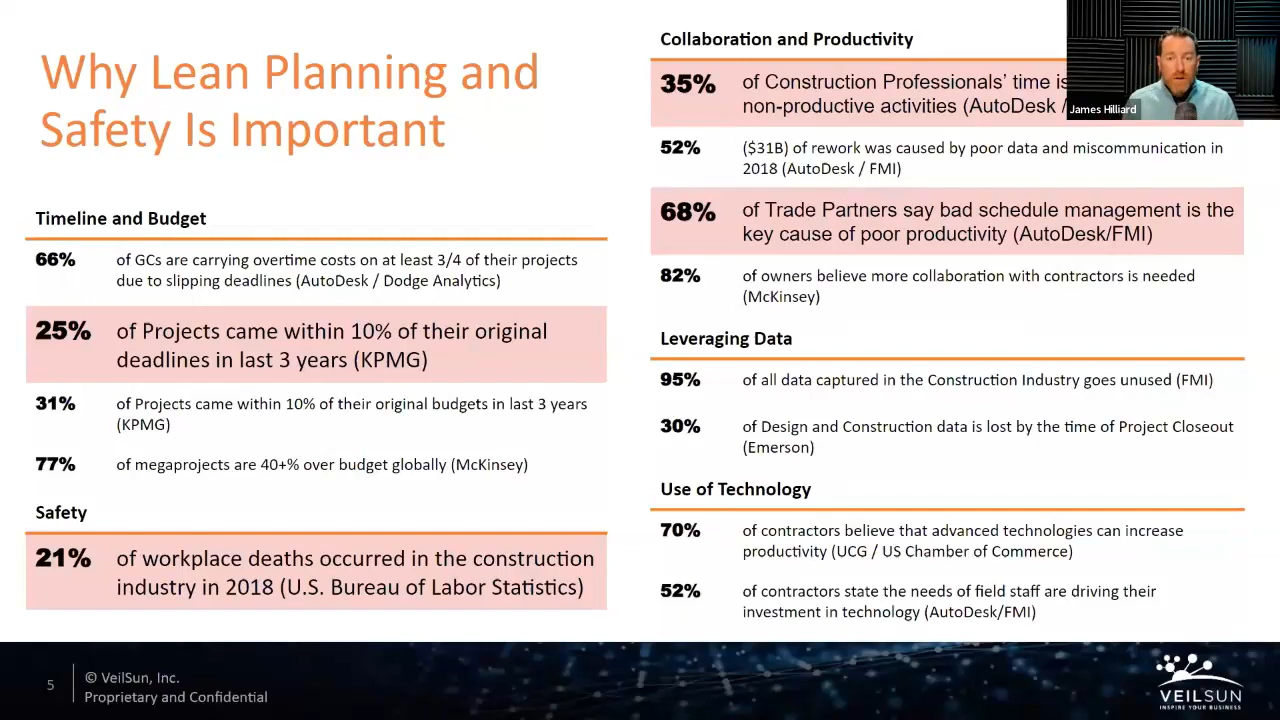 Why Lean Planning and
Safety Is Important
Timeline and Budget
66% of GCs are carrying overtime costs on at least 3/4 of their projects
due to slipping deadlines (AutoDesk / Dodge Analytics)
25% of Projects came within 10% of their original
deadlines in last 3 years (KPMG)
31% of Projects came within 10% of their original budgets in last 3 years
(KPMG)
77% of megaprojects are 40+% over budget globally (McKinsey)
Safety
21% of workplace deaths occurred in the construction
industry in 2018 (U.S. Bureau of Labor Statistics)
Collaboration and Productivity
35% of Construction Professionals’ time is
non-productive activities (AutoDesk /
James Hilliard
52% ($31B) of rework was caused by poor data and miscommunication in
2018 (AutoDesk / FMI)
68% of Trade Partners say bad schedule management is the
key cause of poor productivity (AutoDesk/FMI)
82% of owners believe more collaboration with contractors is needed
(McKinsey)
Leveraging Data
95% of all data captured in the Construction Industry goes unused (FMI)
30% of Design and Construction data is lost by the time of Project Closeout
(Emerson)
Use of Technology
70% of contractors believe that advanced technologies can increase
productivity (UCG / US Chamber of Commerce)
52% of contractors state the needs of field staff are driving their
investment in technology (AutoDesk/FMI)
5
© VeilSun, Inc.
Proprietary and Confidential
VEILSUN
INSPIRE YOUR BUSINESS